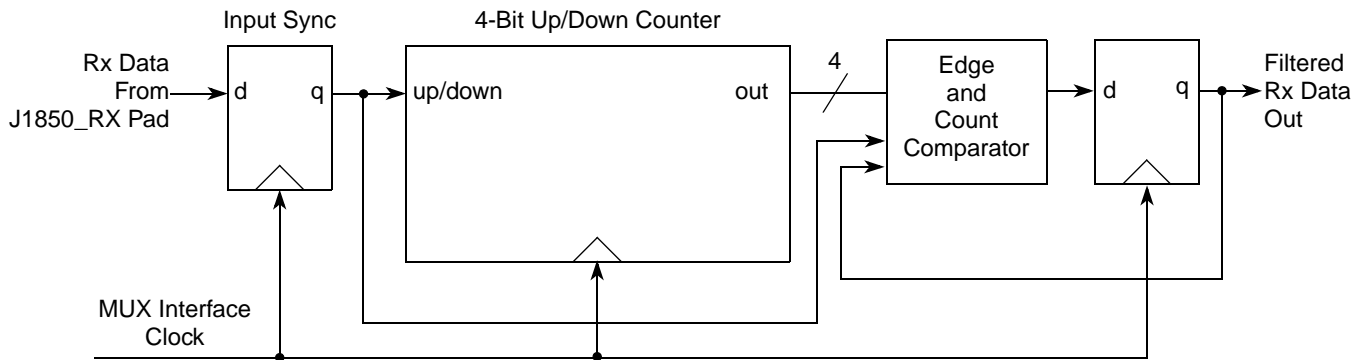 Input Sync
4-Bit Up/Down Counter
Rx Data
From
J1850_RX Pad
d
q
up/down
out
4
Edge
and
Count
Comparator
d
q
Filtered
Rx Data
Out
MUX Interface
Clock